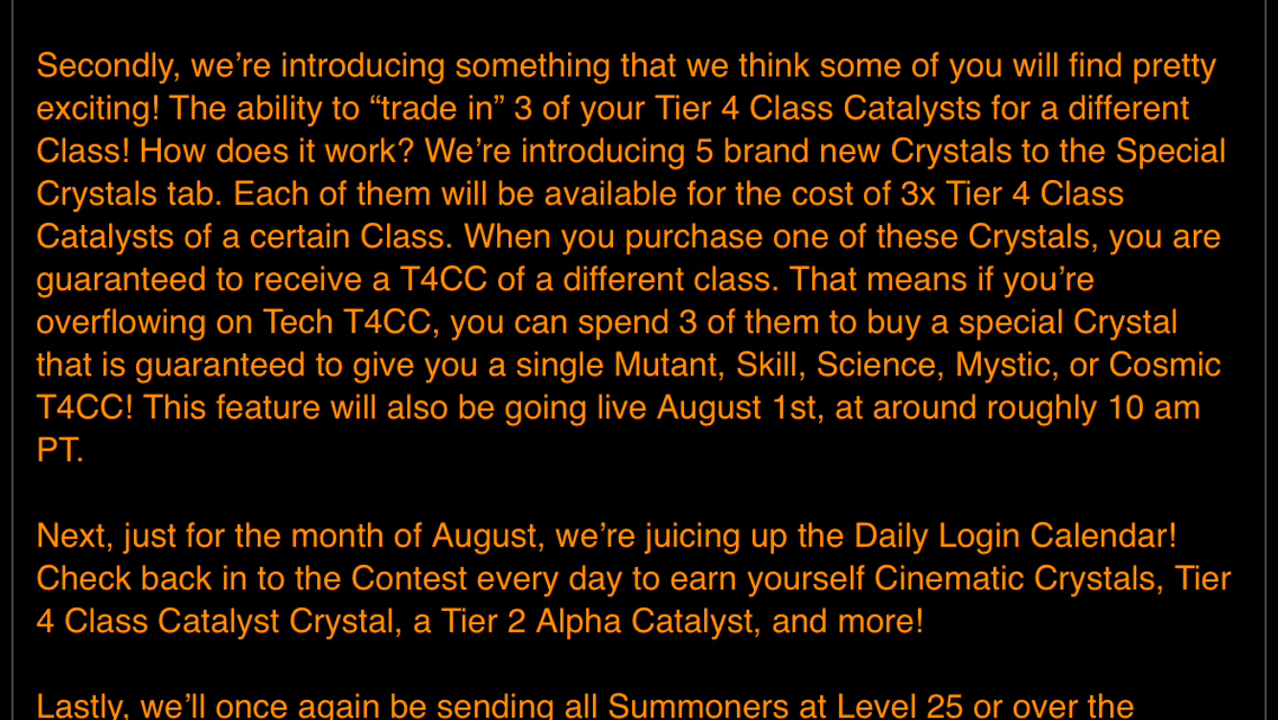 Secondly, we’re introducing something that we think some of you will find pretty
exciting! The ability to “trade in” 3 of your Tier 4 Class Catalysts for a different
Class! How does it work? We’re introducing 5 brand new Crystals to the Special
Crystals tab. Each of them will be available for the cost of 3x Tier 4 Class
Catalysts of a certain Class. When you purchase one of these Crystals, you are
guaranteed to receive a T4CC of a different class. That means if you’re
overflowing on Tech T4CC, you can spend 3 of them to buy a special Crystal
that is guaranteed to give you a single Mutant, Skill, Science, Mystic, or Cosmic
T4CC! This feature will also be going live August 1st, at around roughly 10 am
PT.
Next, just for the month of August, we’re juicing up the Daily Login Calendar!
Check back in to the Contest every day to earn yourself Cinematic Crystals, Tier
4 Class Catalyst Crystal, a Tier 2 Alpha Catalyst, and more!
Lastly, we’ll once again be sending all Summoners at Level 25 or over the